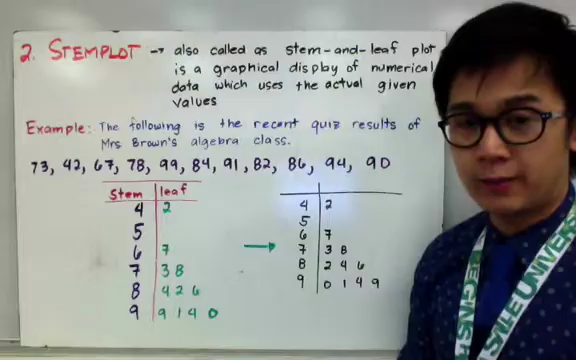 2. STEMPLOT → also called as stem-and-leaf plot
is a graphical display of numerical
data which uses the actual given
values
Example: The following is the recent quiz results of
Mrs Brown's algebra class.
73, 42, 67, 78, 99, 84, 91, 82, 86, 94, 90
Stem leaf
4 2
5
6 7
7 3 8
8 4 2 6
9 9 1 4 0
→
4 2
5
6 7
7 3 8
8 2 4 6
9 0 1 4 9